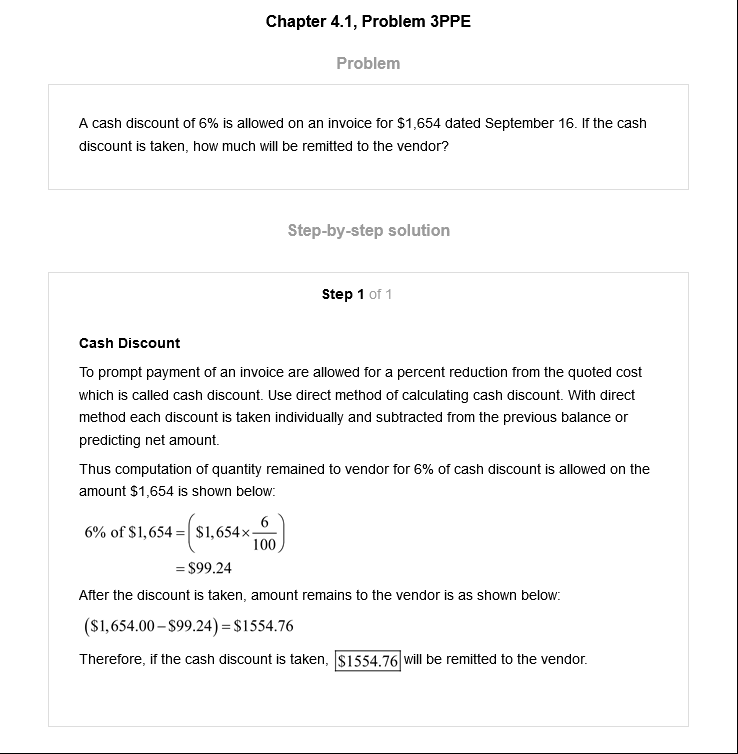 Chapter 4.1, Problem 3PPE
Problem
A cash discount of 6% is allowed on an invoice for $1,654 dated September 16. If the cash
discount is taken, how much will be remitted to the vendor?
Step-by-step solution
Step 1 of 1
Cash Discount
To prompt payment of an invoice are allowed for a percent reduction from the quoted cost
which is called cash discount. Use direct method of calculating cash discount. With direct
method each discount is taken individually and subtracted from the previous balance or
predicting net amount.
Thus computation of quantity remained to vendor for 6% of cash discount is allowed on the
amount $1,654 is shown below:
6% of $1,654 = ($1,654 × 6/100)
= $99.24
After the discount is taken, amount remains to the vendor is as shown below:
($1,654.00 – $99.24) = $1554.76
Therefore, if the cash discount is taken, $1554.76 will be remitted to the vendor.